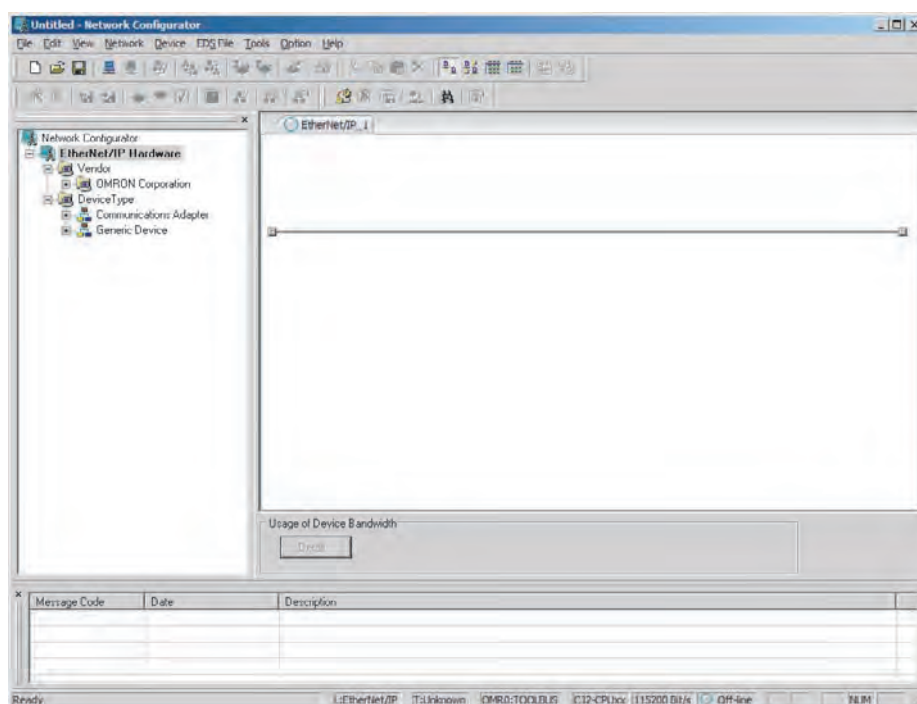 Untitled - Network Configurator
File Edit View Network Device EDS File Tools Option Help
EtherNet/IP_1
Network Configurator
EtherNet/IP Hardware
Vendor
OMRON Corporation
DeviceType
Communications Adapter
Generic Device
Usage of Device Bandwidth
Detail
Message Code Date Description
Ready L:EtherNet/IP T:Unknown OMR0:TOOLBUS CJ2-CPUxx 115200 Bit/s Off-line NUM